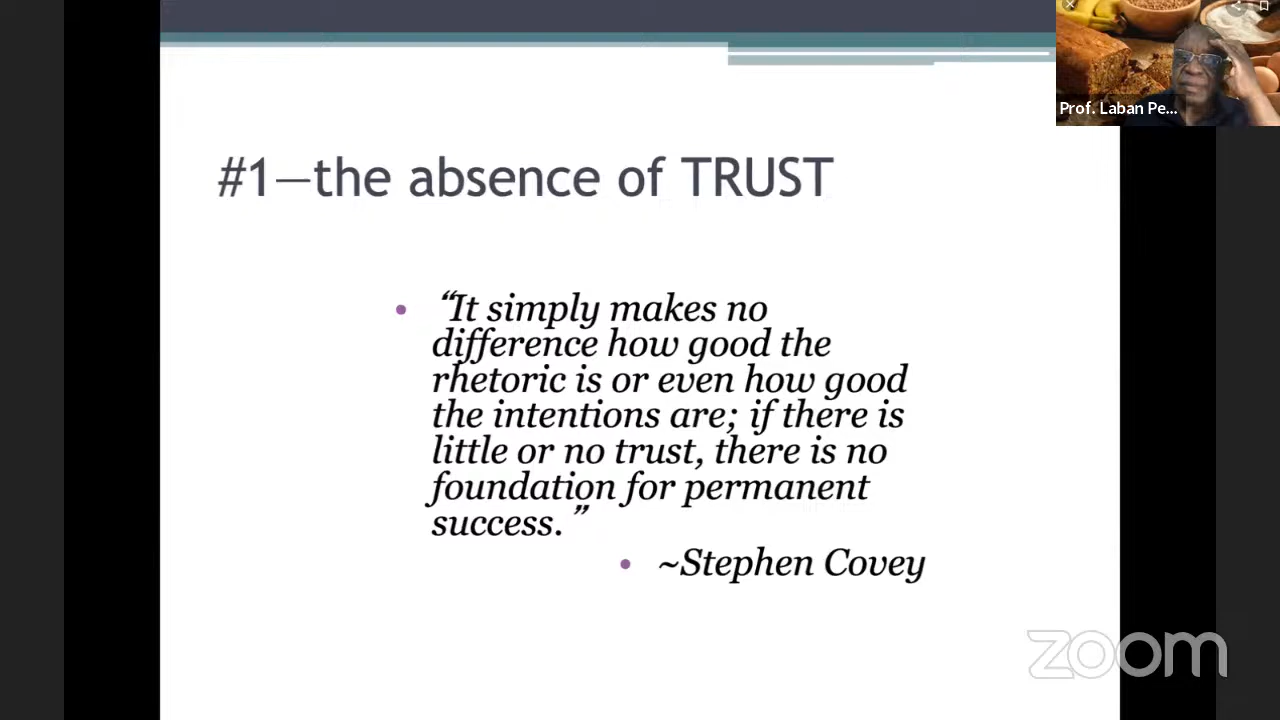 Prof. Laban Pe...
#1—the absence of TRUST
• “It simply makes no
difference how good the
rhetoric is or even how good
the intentions are; if there is
little or no trust, there is no
foundation for permanent
success.”
• ~Stephen Covey
zoom